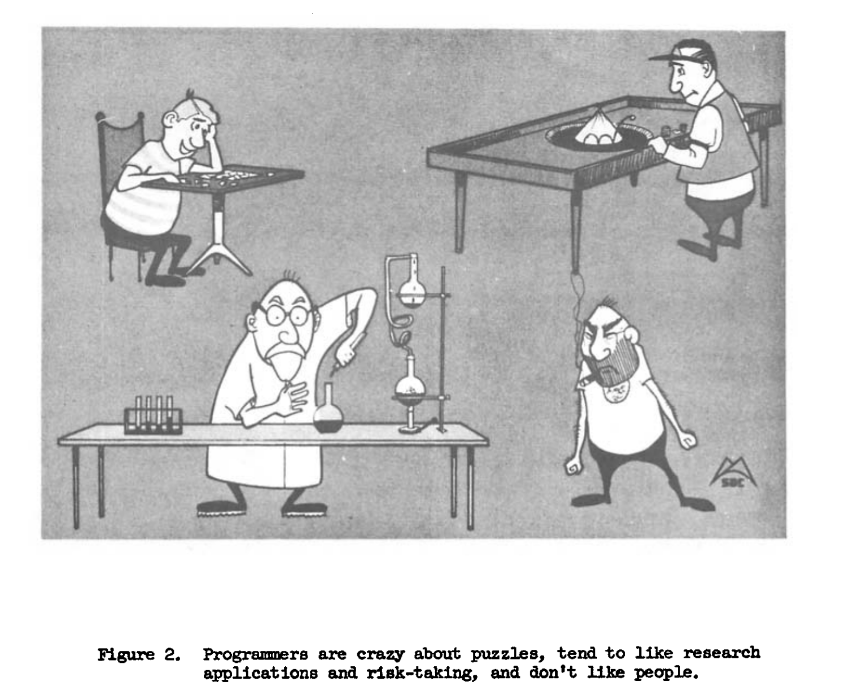 SDC
Figure 2. Programmers are crazy about puzzles, tend to like research
applications and risk-taking, and don't like people.